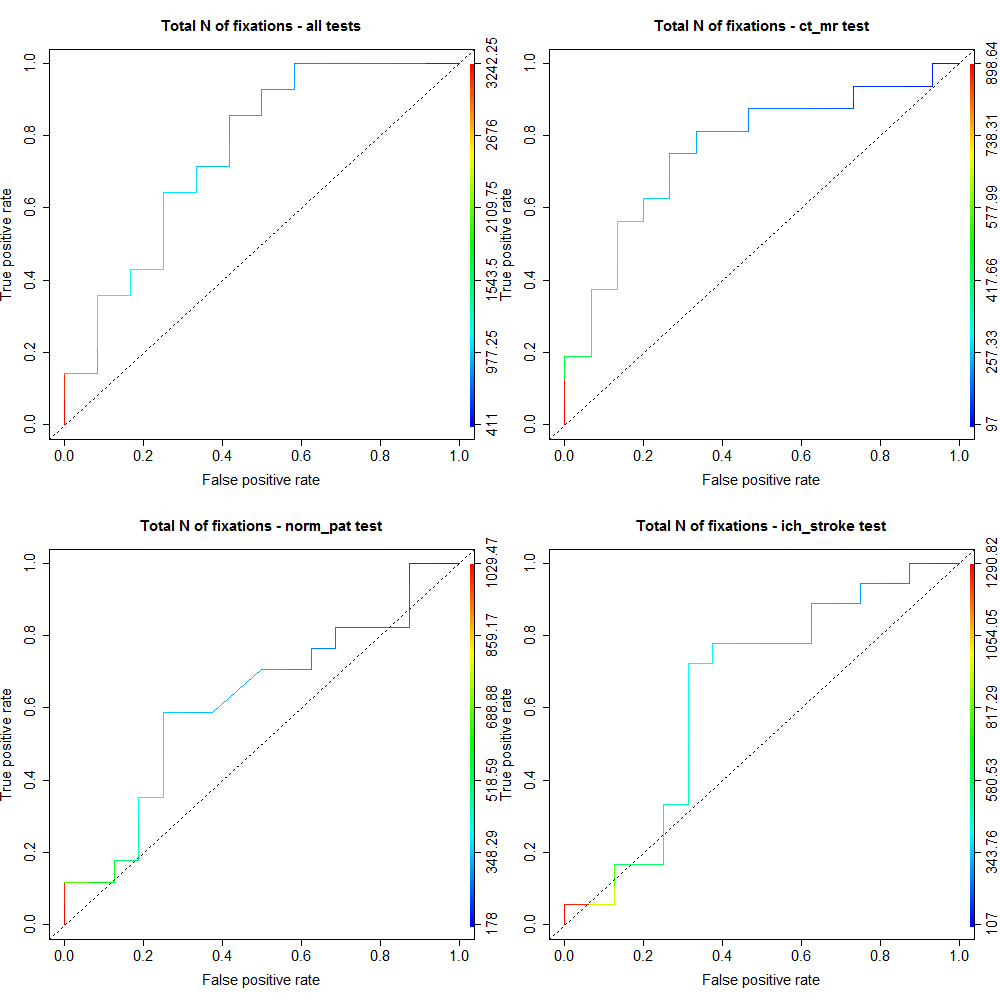 Total N of fixations - all tests
True positive rate
0.0 0.2 0.4 0.6 0.8 1.0
411 977.25 1543.5 2109.75 2676 3242.25
0.0 0.2 0.4 0.6 0.8 1.0
False positive rate
Total N of fixations - ct_mr test
True positive rate
0.0 0.2 0.4 0.6 0.8 1.0
97 257.33 417.66 577.99 738.31 898.64
0.0 0.2 0.4 0.6 0.8 1.0
False positive rate
Total N of fixations - norm_pat test
True positive rate
0.0 0.2 0.4 0.6 0.8 1.0
178 348.29 518.59 688.88 859.17 1029.47
0.0 0.2 0.4 0.6 0.8 1.0
False positive rate
Total N of fixations - ich_stroke test
True positive rate
0.0 0.2 0.4 0.6 0.8 1.0
107 343.76 580.53 817.29 1054.05 1290.82
0.0 0.2 0.4 0.6 0.8 1.0
False positive rate